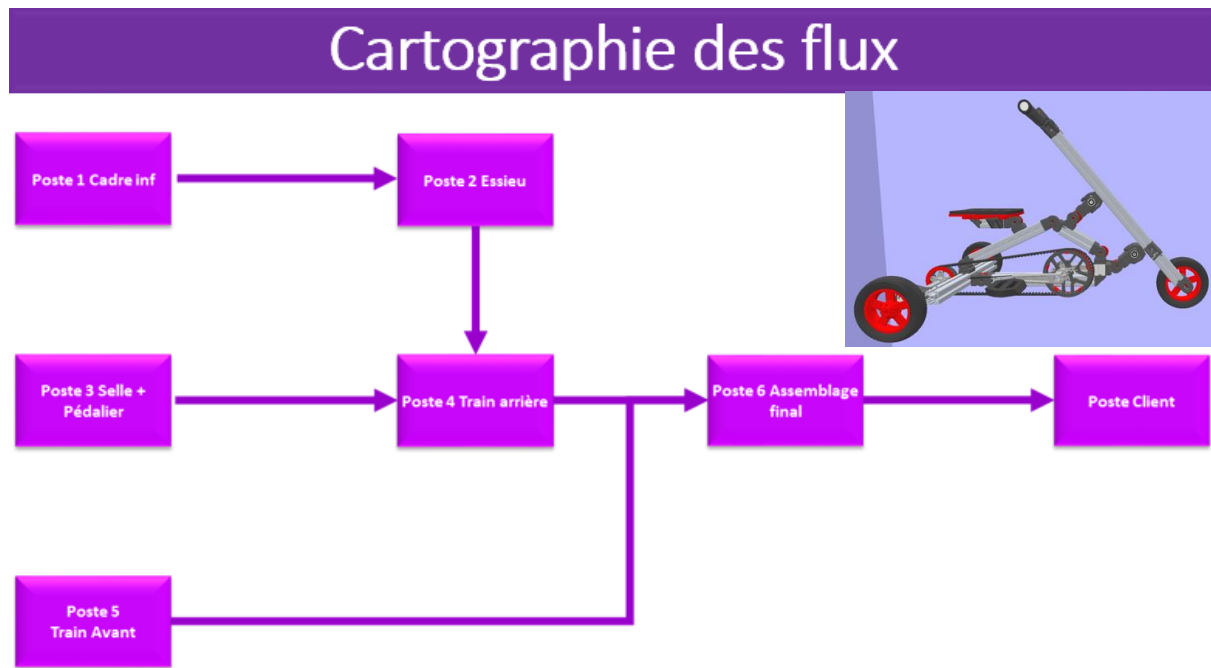 Cartographie des flux
Poste 1 Cadre inf
Poste 2 Essieu
Poste 3 Selle +
Pédalier
Poste 4 Train arrière
Poste 6 Assemblage
final
Poste Client
Poste 5
Train Avant